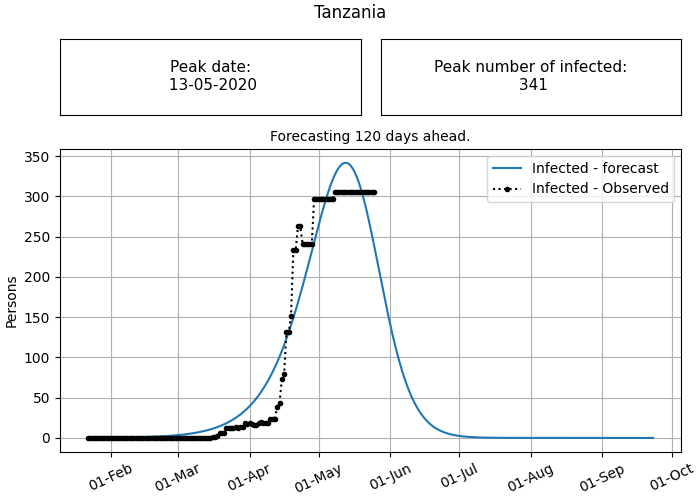 Tanzania
Peak date:
13-05-2020
Peak number of infected:
341
Forecasting 120 days ahead.
Infected - forecast
Infected - Observed
Persons
350
300
250
200
150
100
50
0
01-Feb
01-Mar
01-Apr
01-May
01-Jun
01-Jul
01-Aug
01-Sep
01-Oct